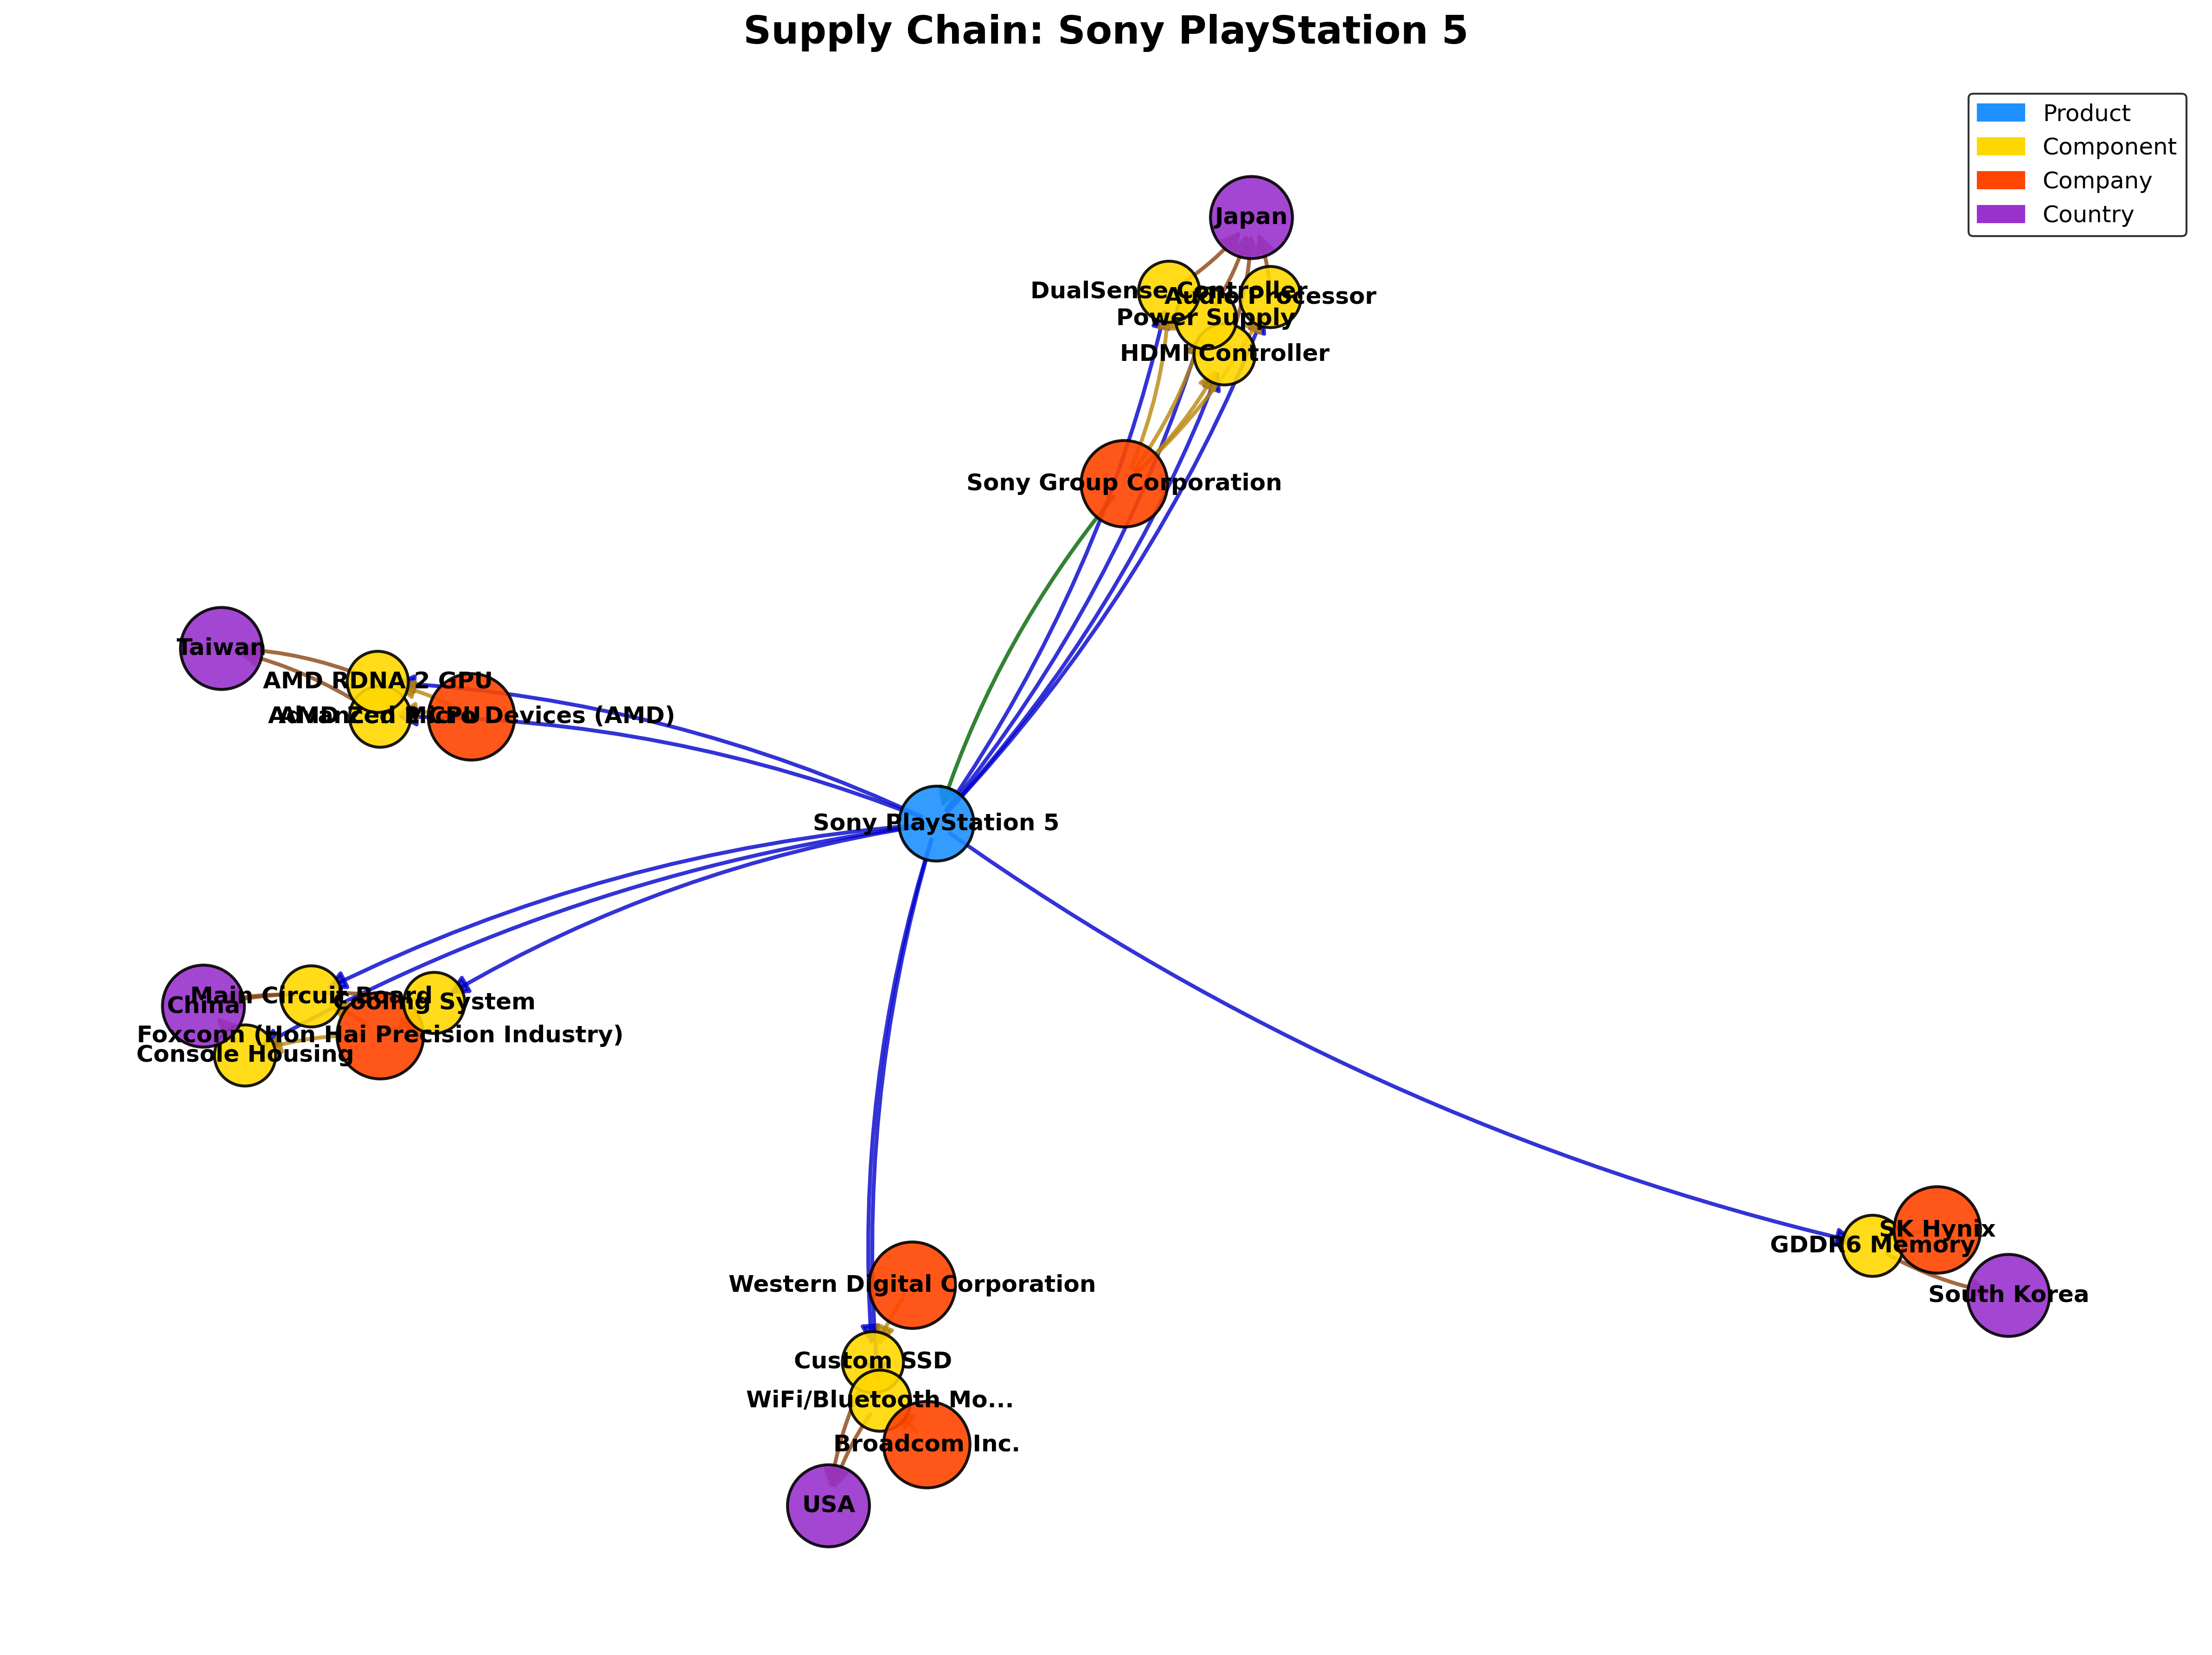 Supply Chain: Sony PlayStation 5
Product
Component
Company
Country
Japan
DualSense Controller
Audio Processor
Power Supply
HDMI Controller
Sony Group Corporation
Taiwan
AMD RDNA 2 GPU
AMD Zen 2 CPU
Advanced Micro Devices (AMD)
Sony PlayStation 5
Main Circuit Board
Cooling System
China
Foxconn (Hon Hai Precision Industry)
Console Housing
SK Hynix
GDDR6 Memory
South Korea
Western Digital Corporation
Custom SSD
WiFi/Bluetooth Mo...
Broadcom Inc.
USA